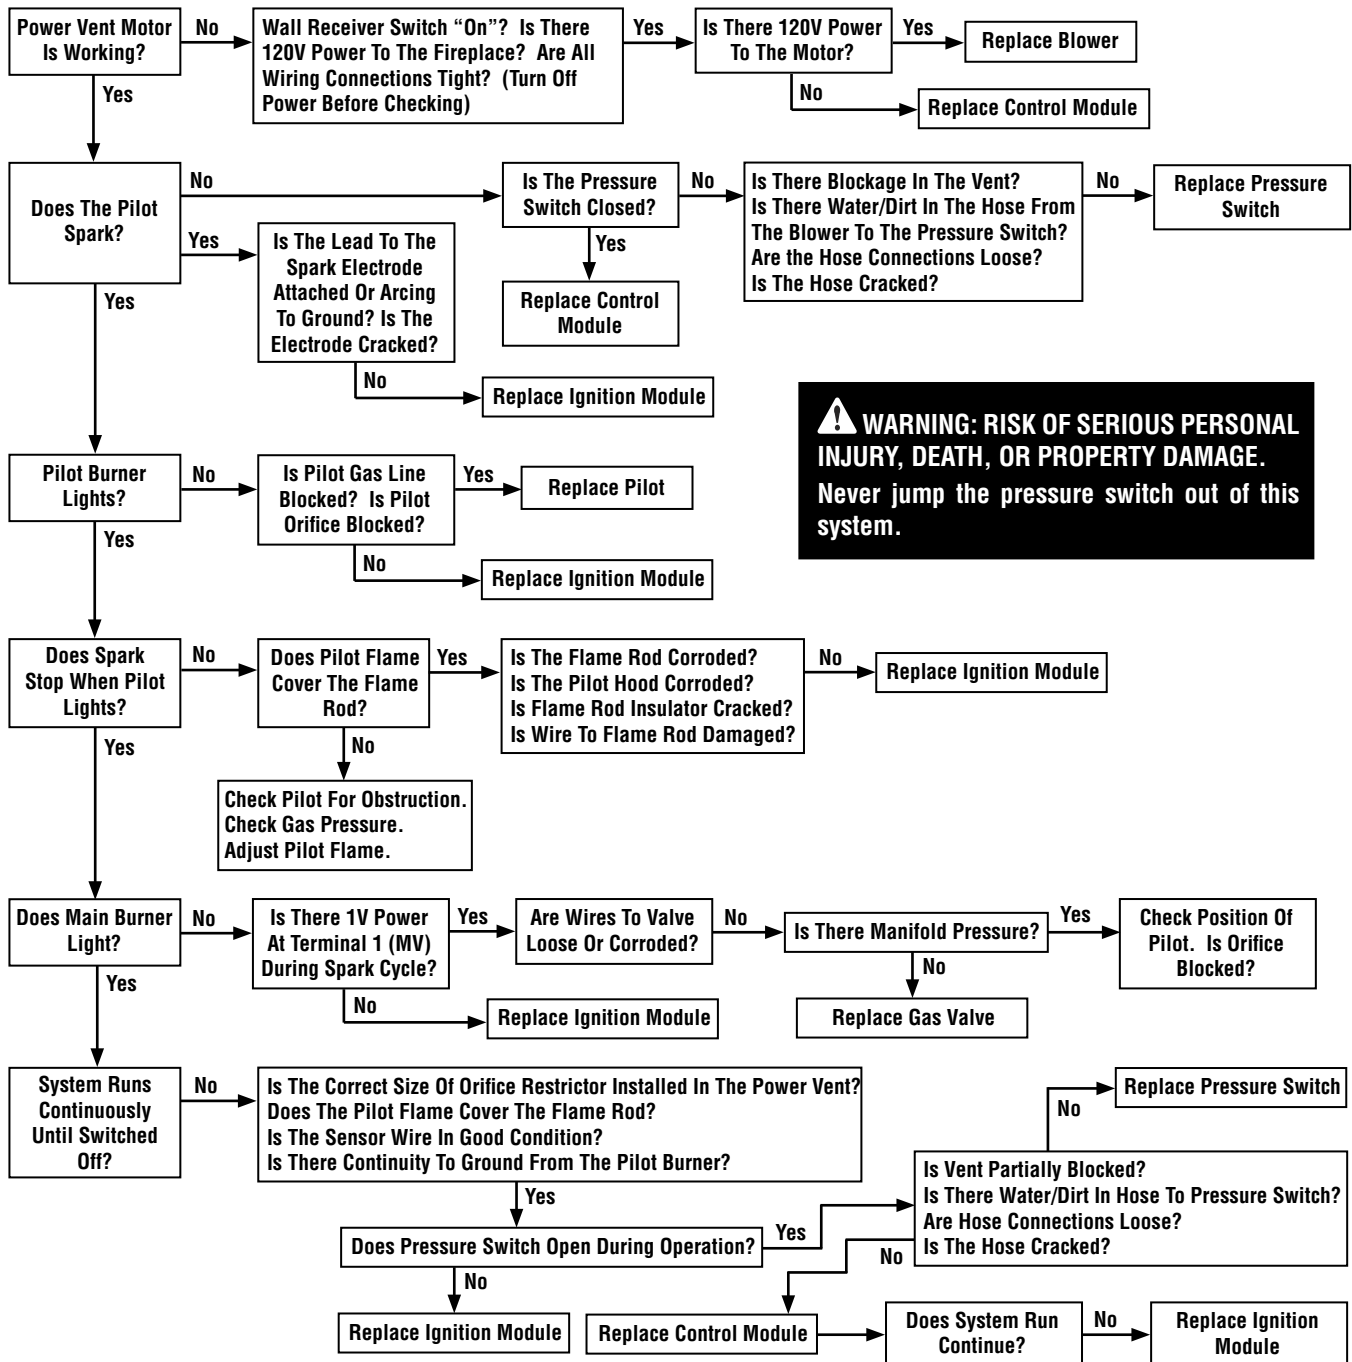 Power Vent Motor
Is Working?
No
Wall Receiver Switch “On”? Is There
120V Power To The Fireplace? Are All
Wiring Connections Tight? (Turn Off
Power Before Checking)
Yes
Is There 120V Power
To The Motor?
Yes
Replace Blower
No
Replace Control Module
Yes
Does The Pilot
Spark?
No
Is The Pressure
Switch Closed?
No
Is There Blockage In The Vent?
Is There Water/Dirt In The Hose From
The Blower To The Pressure Switch?
Are the Hose Connections Loose?
Is The Hose Cracked?
No
Replace Pressure
Switch
Yes
Replace Control
Module
Yes
Is The Lead To The
Spark Electrode
Attached Or Arcing
To Ground? Is The
Electrode Cracked?
No
Replace Ignition Module
Yes
WARNING: RISK OF SERIOUS PERSONAL
INJURY, DEATH, OR PROPERTY DAMAGE.
Never jump the pressure switch out of this
system.
Pilot Burner
Lights?
No
Is Pilot Gas Line
Blocked? Is Pilot
Orifice Blocked?
Yes
Replace Pilot
No
Replace Ignition Module
Yes
Does Spark
Stop When Pilot
Lights?
No
Does Pilot Flame
Cover The Flame
Rod?
Yes
Is The Flame Rod Corroded?
Is The Pilot Hood Corroded?
Is Flame Rod Insulator Cracked?
Is Wire To Flame Rod Damaged?
No
Replace Ignition Module
No
Check Pilot For Obstruction.
Check Gas Pressure.
Adjust Pilot Flame.
Yes
Does Main Burner
Light?
No
Is There 1V Power
At Terminal 1 (MV)
During Spark Cycle?
Yes
Are Wires To Valve
Loose Or Corroded?
No
Is There Manifold Pressure?
Yes
Check Position Of
Pilot. Is Orifice
Blocked?
No
Replace Gas Valve
No
Replace Ignition Module
Yes
System Runs
Continuously
Until Switched
Off?
No
Is The Correct Size Of Orifice Restrictor Installed In The Power Vent?
Does The Pilot Flame Cover The Flame Rod?
Is The Sensor Wire In Good Condition?
Is There Continuity To Ground From The Pilot Burner?
Yes
Does Pressure Switch Open During Operation?
Yes
Is Vent Partially Blocked?
Is There Water/Dirt In Hose To Pressure Switch?
Are Hose Connections Loose?
Is The Hose Cracked?
No
Replace Pressure Switch
No
Replace Control Module
Does System Run
Continue?
No
Replace Ignition
Module
No
Replace Ignition Module